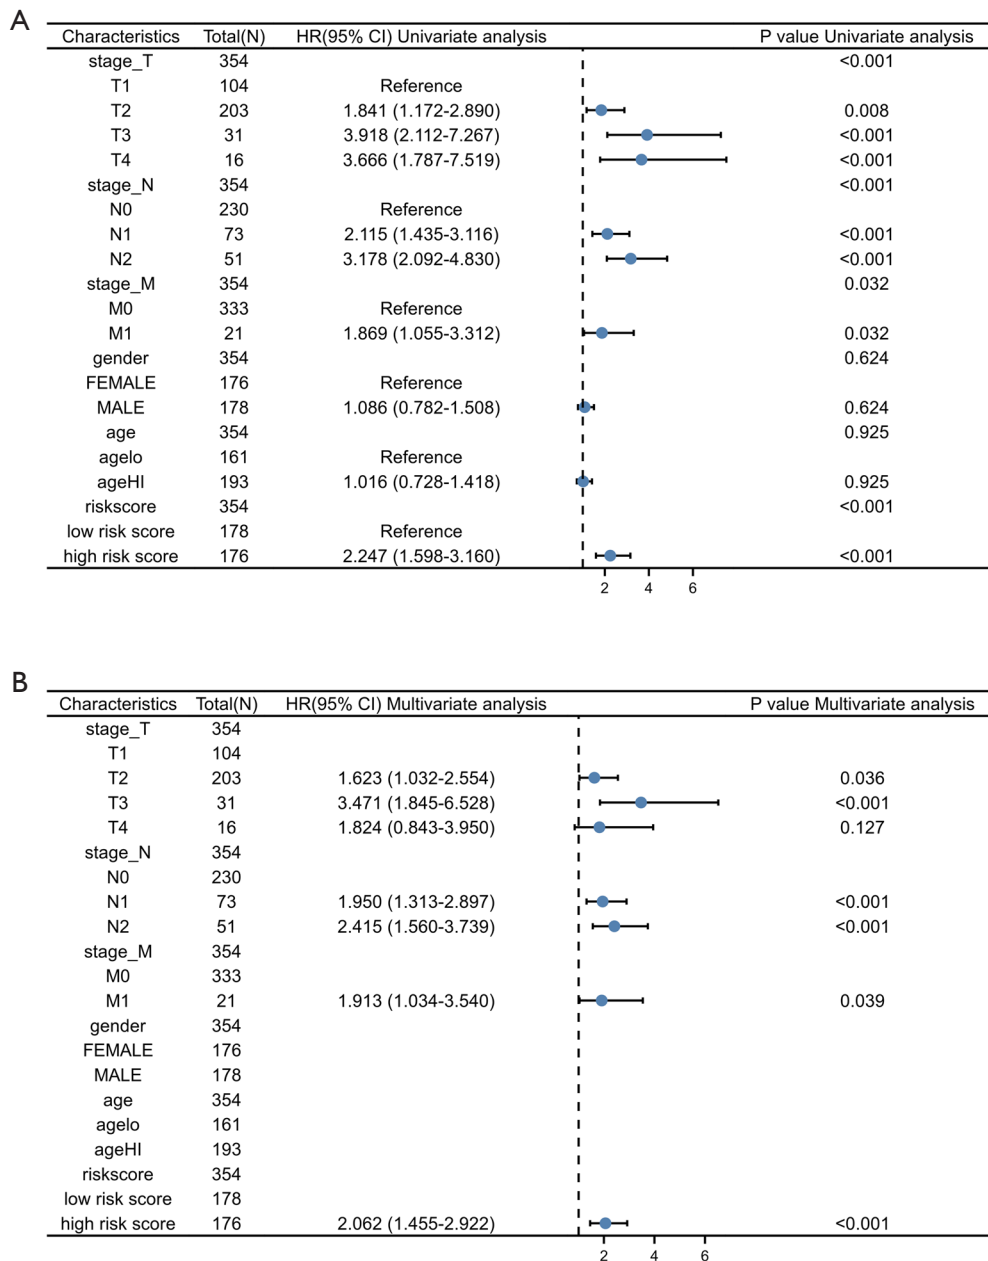 A
Characteristics Total(N) HR(95% CI) Univariate analysis P value Univariate analysis
stage_T 354 <0.001
T1 104 Reference
T2 203 1.841 (1.172-2.890) 0.008
T3 31 3.918 (2.112-7.267) <0.001
T4 16 3.666 (1.787-7.519) <0.001
stage_N 354 <0.001
N0 230 Reference
N1 73 2.115 (1.435-3.116) <0.001
N2 51 3.178 (2.092-4.830) <0.001
stage_M 354 0.032
M0 333 Reference
M1 21 1.869 (1.055-3.312) 0.032
gender 354 0.624
FEMALE 176 Reference
MALE 178 1.086 (0.782-1.508) 0.624
age 354 0.925
agelo 161 Reference
ageHI 193 1.016 (0.728-1.418) 0.925
riskscore 354 <0.001
low risk score 178 Reference
high risk score 176 2.247 (1.598-3.160) <0.001
2 4 6
B
Characteristics Total(N) HR(95% CI) Multivariate analysis P value Multivariate analysis
stage_T 354
T1 104
T2 203 1.623 (1.032-2.554) 0.036
T3 31 3.471 (1.845-6.528) <0.001
T4 16 1.824 (0.843-3.950) 0.127
stage_N 354
N0 230
N1 73 1.950 (1.313-2.897) <0.001
N2 51 2.415 (1.560-3.739) <0.001
stage_M 354
M0 333
M1 21 1.913 (1.034-3.540) 0.039
gender 354
FEMALE 176
MALE 178
age 354
agelo 161
ageHI 193
riskscore 354
low risk score 178
high risk score 176 2.062 (1.455-2.922) <0.001
2 4 6